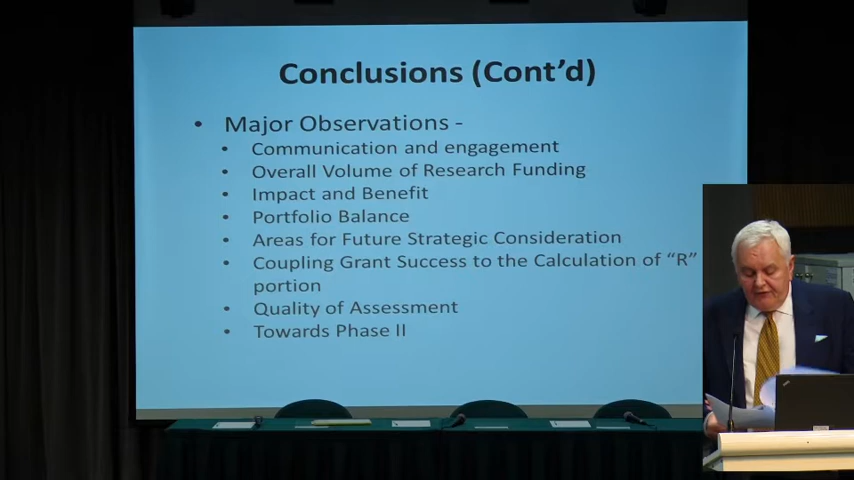 Conclusions (Cont'd)
• Major Observations -
• Communication and engagement
• Overall Volume of Research Funding
• Impact and Benefit
• Portfolio Balance
• Areas for Future Strategic Consideration
• Coupling Grant Success to the Calculation of “R”
portion
• Quality of Assessment
• Towards Phase II